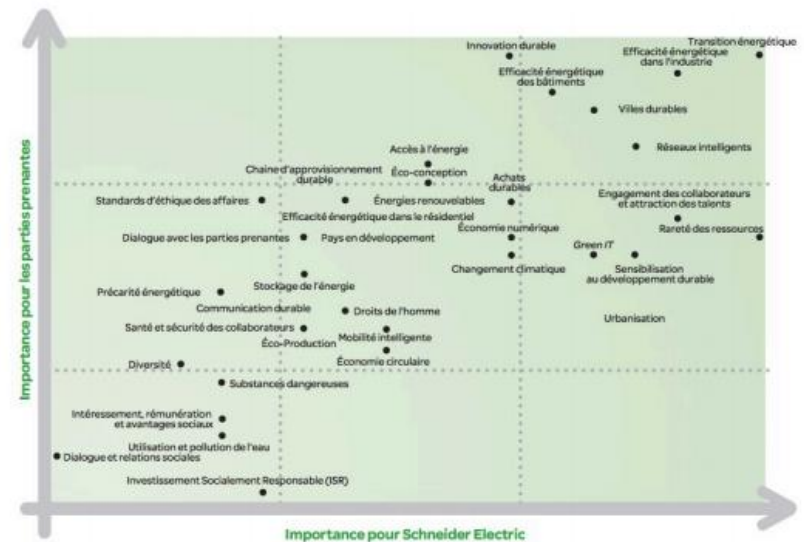 Transition énergétique
Innovation durable
Efficacité énergétique
dans l'industrie
Efficacité énergétique
des bâtiments
Villes durables
Accès à l'énergie
Réseaux intelligents
Chaine d'approvisionnement
durable
Éco-conception
Achats
durables
Standards d'éthique des affaires
Énergies renouvelables
Engagement des collaborateurs
et attraction des talents
Efficacité énergétique dans le résidentiel
Économie numérique
Rareté des ressources
Dialogue avec les parties prenantes
Pays en développement
Green IT
Changement climatique
Sensibilisation
au développement durable
Stockage de l'énergie
Précarité énergétique
Communication durable
Droits de l'homme
Urbanisation
Santé et sécurité des collaborateurs
Mobilité intelligente
Éco-Production
Économie circulaire
Diversité
Substances dangereuses
Intéressement, rémunération
et avantages sociaux
Utilisation et pollution de l'eau
Dialogue et relations sociales
Investissement Socialement Responsable (ISR)
Importance pour les parties prenantes
Importance pour Schneider Electric